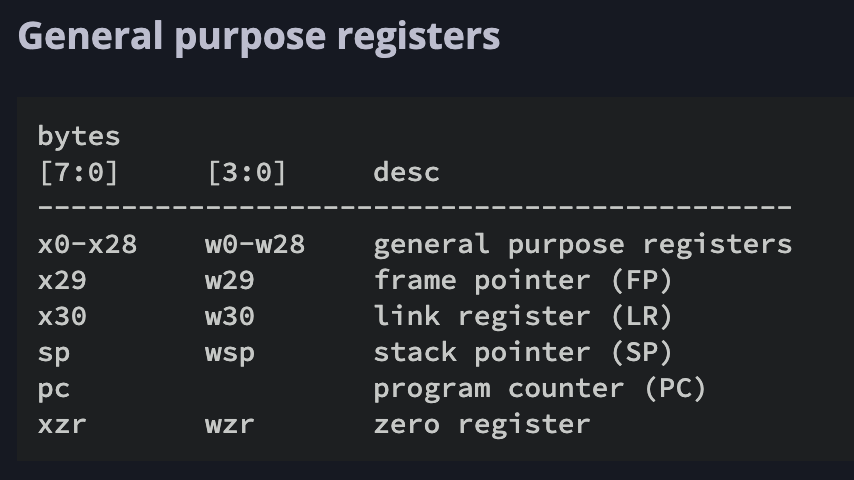 General purpose registers
bytes
[7:0]     [3:0]     desc
---------------------------------------------
x0-x28    w0-w28    general purpose registers
x29       w29       frame pointer (FP)
x30       w30       link register (LR)
sp        wsp       stack pointer (SP)
pc                  program counter (PC)
xzr       wzr       zero register